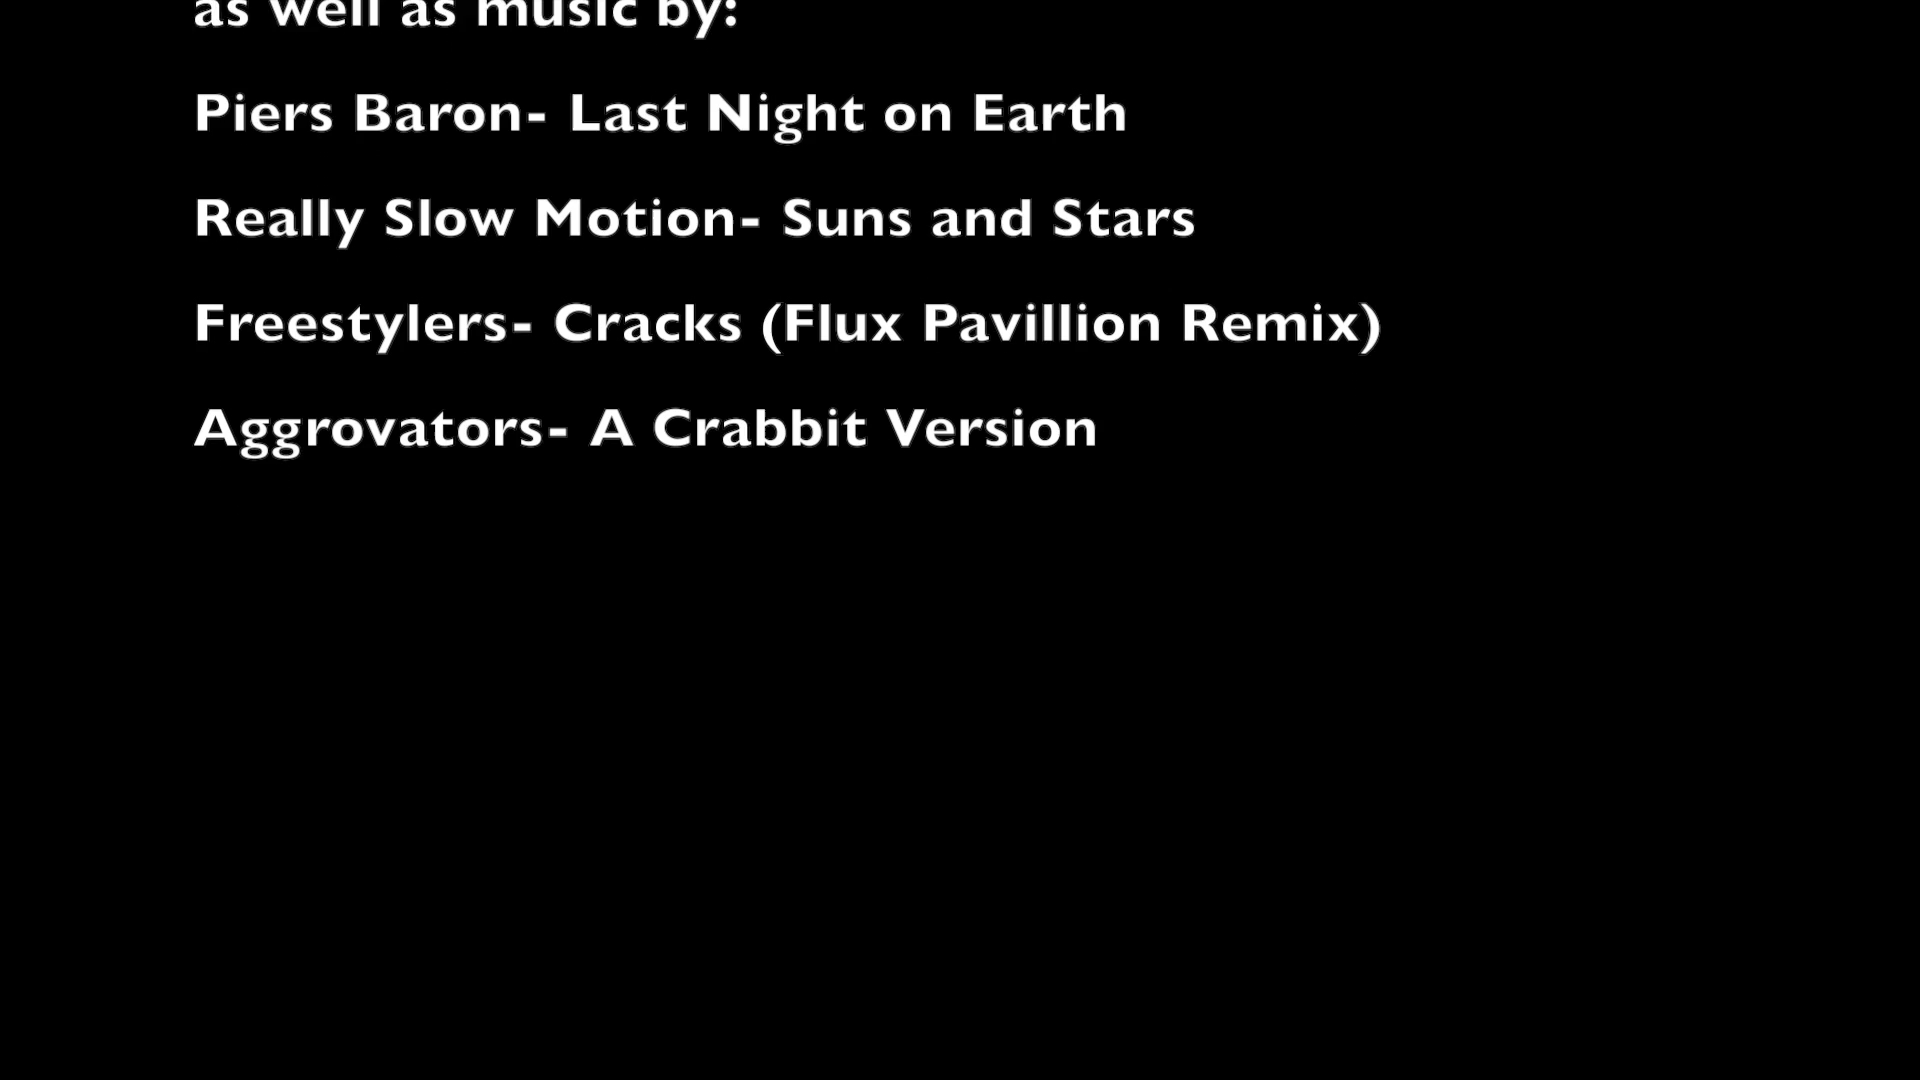 as well as music by:
Piers Baron- Last Night on Earth
Really Slow Motion- Suns and Stars
Freestylers- Cracks (Flux Pavillion Remix)
Aggrovators- A Crabbit Version